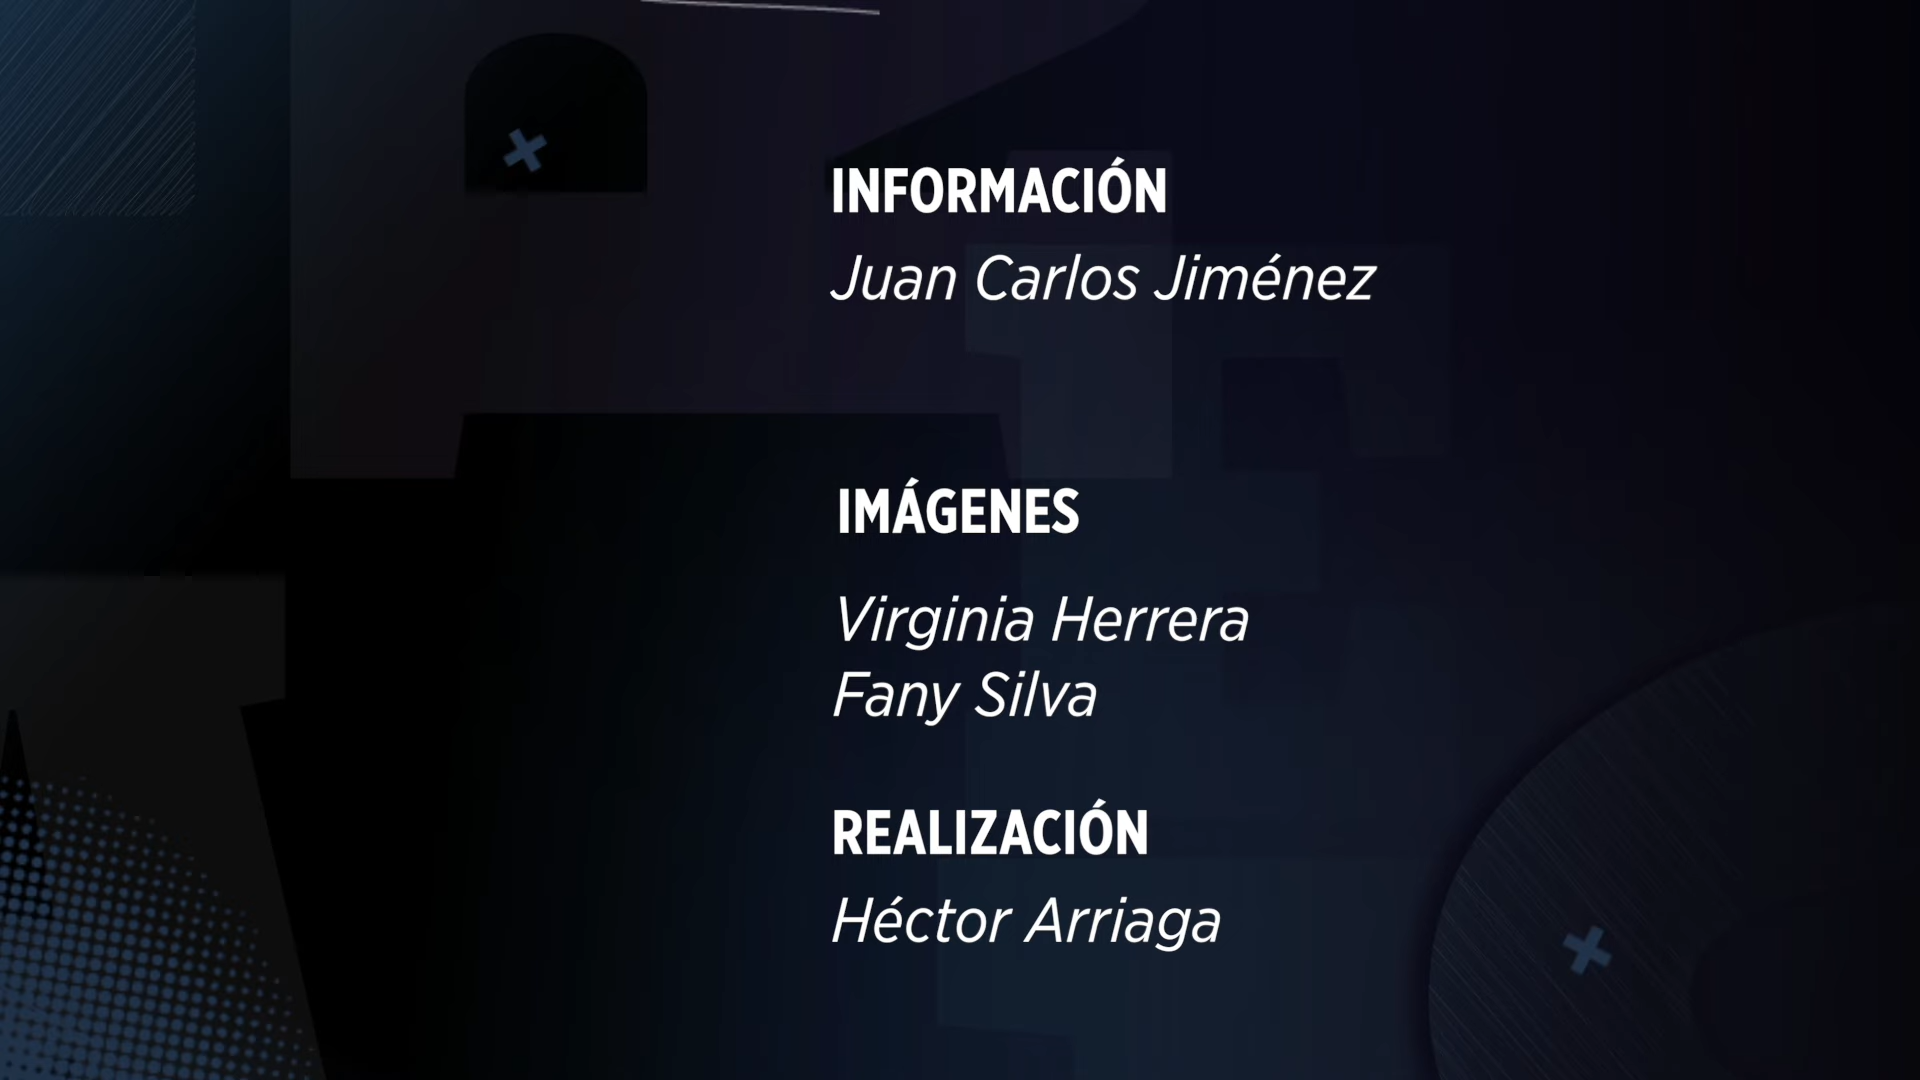 INFORMACIÓN
Juan Carlos Jiménez
IMÁGENES
Virginia Herrera
Fany Silva
REALIZACIÓN
Héctor Arriaga